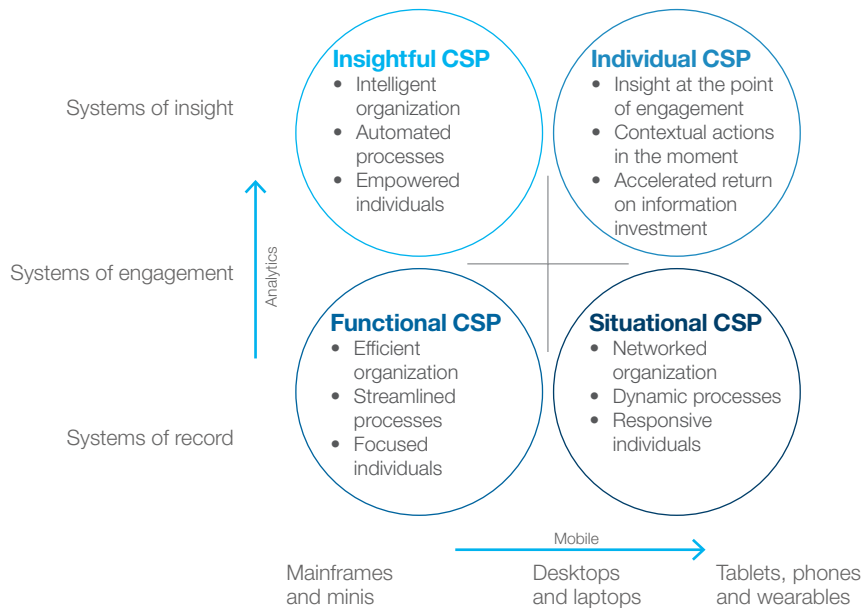 Insightful CSP
• Intelligent
organization
• Automated
processes
• Empowered
individuals
Individual CSP
• Insight at the point
of engagement
• Contextual actions
in the moment
• Accelerated return
on information
investment
Systems of insight
Systems of engagement
Systems of record
Analytics
Functional CSP
• Efficient
organization
• Streamlined
processes
• Focused
individuals
Situational CSP
• Networked
organization
• Dynamic processes
• Responsive
individuals
Mobile
Mainframes
and minis
Desktops
and laptops
Tablets, phones
and wearables